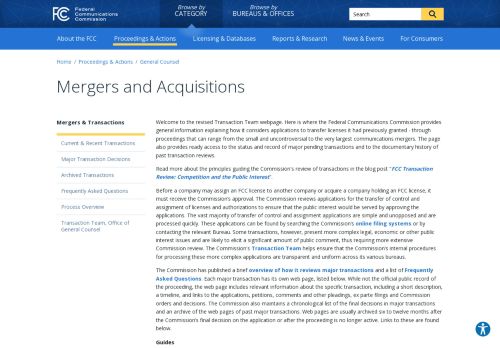 FCC
Federal
Communications
Commission
Browse by
CATEGORY
Browse by
BUREAUS & OFFICES
Search
About the FCC
Proceedings & Actions
Licensing & Databases
Reports & Research
News & Events
For Consumers
Home / Proceedings & Actions / General Counsel
Mergers and Acquisitions
Mergers & Transactions
Current & Recent Transactions
Major Transaction Decisions
Archived Transactions
Frequently Asked Questions
Process Overview
Transaction Team, Office of
General Counsel
Welcome to the revised Transaction Team webpage. Here is where the Federal Communications Commission provides
general information explaining how it considers applications to transfer licenses it had previously granted - through
proceedings that can range from the small and uncontroversial to the very largest communications mergers. The page
also provides ready access to the status and record of major pending transactions and to the documentary history of
past transaction reviews.
Read more about the principles guiding the Commission's review of transactions in the blog post "FCC Transaction
Review: Competition and the Public Interest".
Before a company may assign an FCC license to another company or acquire a company holding an FCC license, it
must receive the Commission's approval. The Commission reviews applications for the transfer of control and
assignment of licenses and authorizations to ensure that the public interest would be served by approving the
applications. The vast majority of transfer of control and assignment applications are simple and unopposed and are
processed quickly. These applications can be found by searching the Commission's online filing systems or by
contacting the relevant Bureau. Some transactions, however, present more complex legal, economic or other public
interest issues and are likely to elicit a significant amount of public comment, thus requiring more extensive
Commission review. The Commission's Transaction Team helps ensure that the Commission's internal procedures
for processing these more complex applications are transparent and uniform across its various bureaus.
The Commission has published a brief overview of how it reviews major transactions and a list of Frequently
Asked Questions. Each major transaction has its own web page, listed below. While not the official public record of
the proceeding, the web page includes relevant information about the specific transaction, including a short description,
a timeline, and links to the applications, petitions, comments and other pleadings, ex parte filings and Commission
orders and decisions. The Commission also maintains a chronological list of the final decisions in major transactions
and an archive of the web pages of past major transactions. Web pages are usually archived six to twelve months after
the Commission's final decision on the application or after the proceeding is no longer active. Links to these are found
below.
Guides